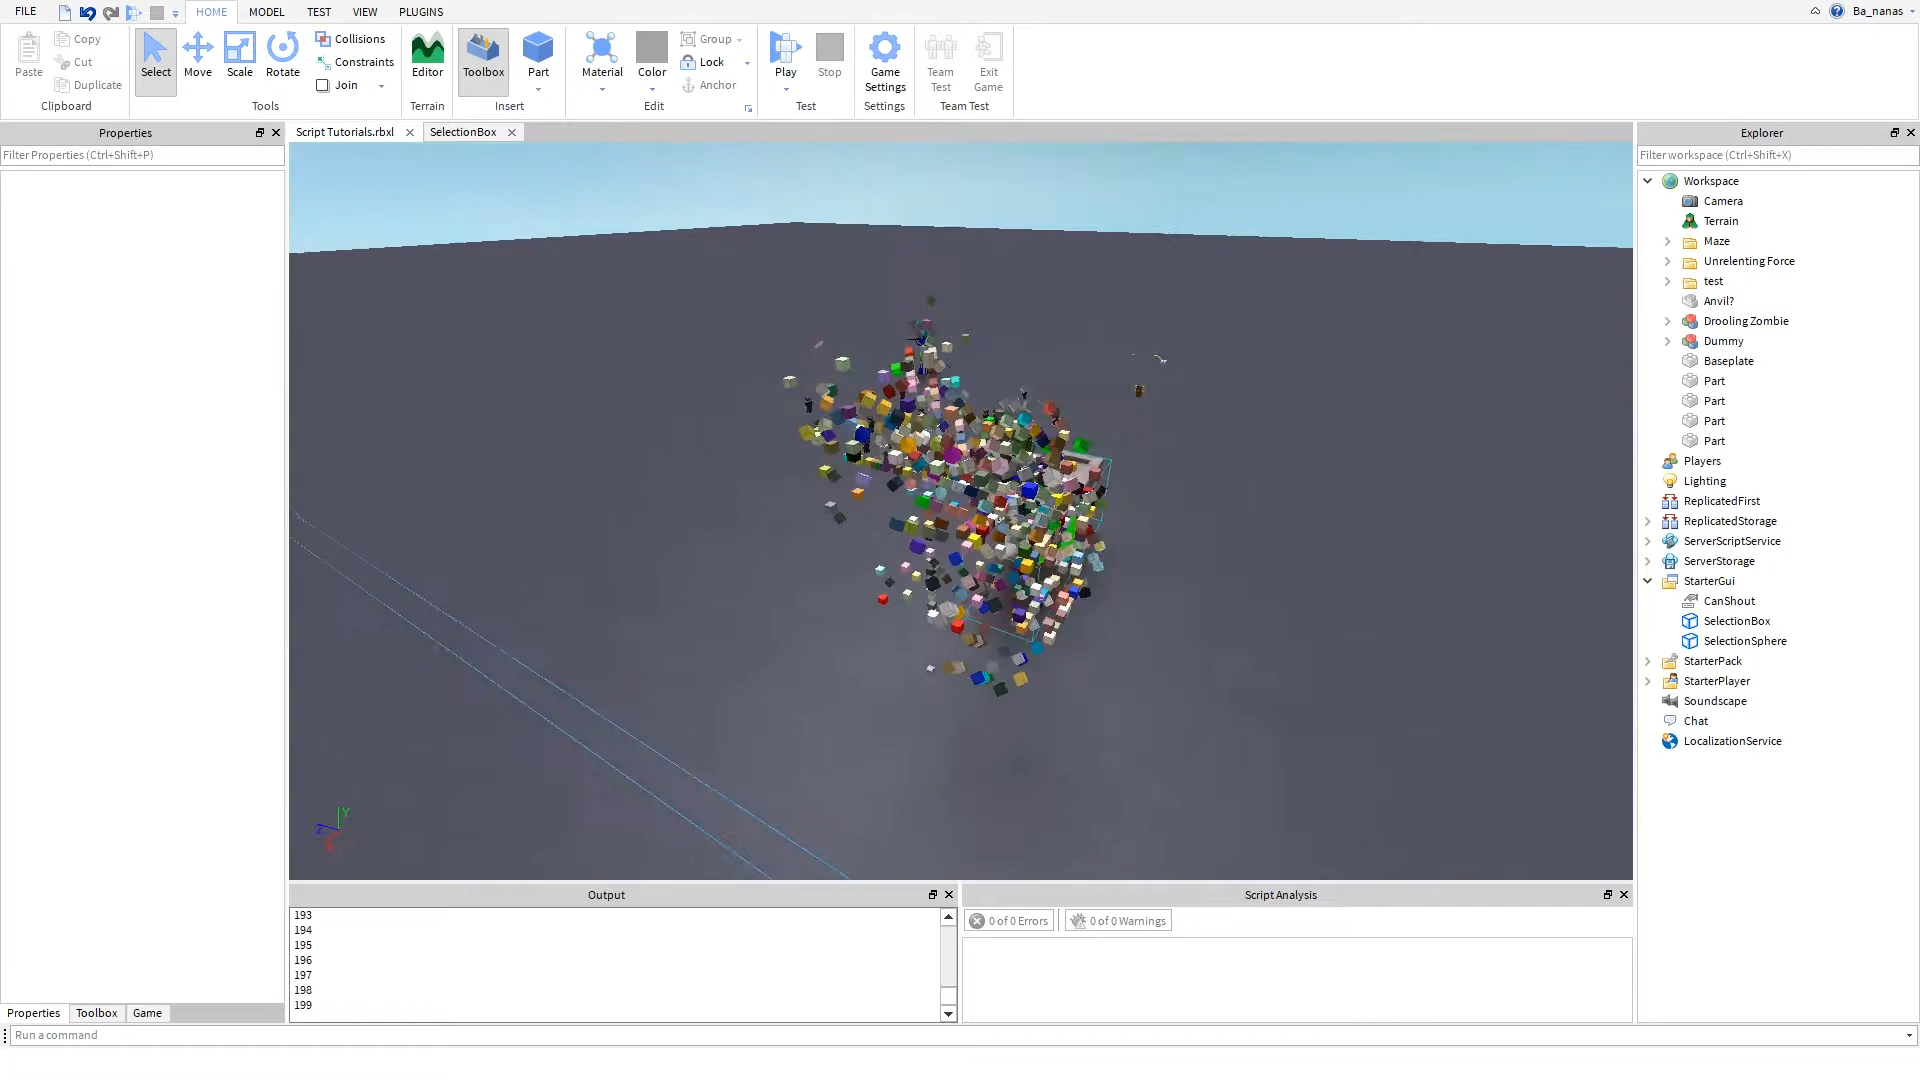 FILE HOME MODEL TEST VIEW PLUGINS Ba_nanas
Paste Copy Cut Duplicate
Clipboard
Select Move Scale Rotate Collisions Constraints Join
Tools
Editor
Terrain
Toolbox Part
Insert
Material Color Group Lock Anchor
Edit
Play Stop
Test
Game Settings
Settings
Team Test Exit Game
Team Test
Properties
Filter Properties (Ctrl+Shift+P)
Script Tutorials.rbxl SelectionBox
Y
Z
X
Output
193
194
195
196
197
198
199
Script Analysis
0 of 0 Errors 0 of 0 Warnings
Explorer
Filter workspace (Ctrl+Shift+X)
Workspace
Camera
Terrain
Maze
Unrelenting Force
test
Anvil?
Drooling Zombie
Dummy
Baseplate
Part
Part
Part
Part
Players
Lighting
ReplicatedFirst
ReplicatedStorage
ServerScriptService
ServerStorage
StarterGui
CanShout
SelectionBox
SelectionSphere
StarterPack
StarterPlayer
Soundscape
Chat
LocalizationService
Properties Toolbox Game
Run a command